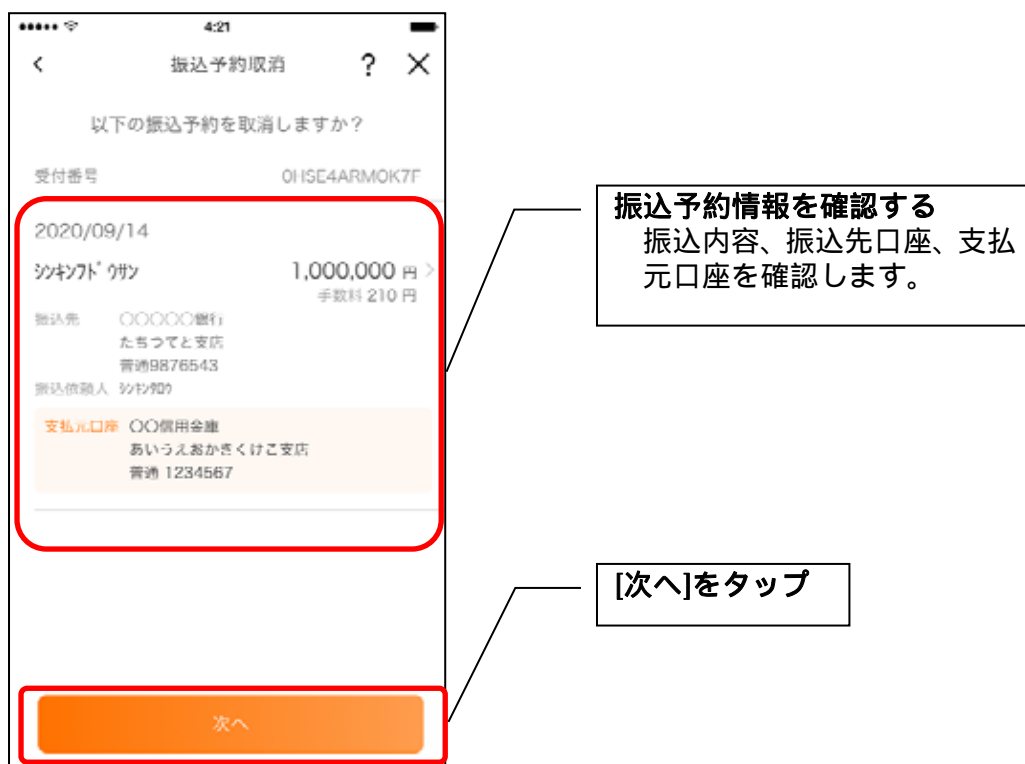 4:21
振込予約取消 ? ×
以下の振込予約を取消しますか？
受付番号 0HSE4ARMOK7F
2020/09/14
ｼﾝｷﾝﾌﾄﾞｳｻﾝ 1,000,000 円
手数料 210 円
振込先 〇〇〇〇〇銀行
たちつてと支店
普通9876543
振込依頼人 ｼﾝｷﾝﾀﾛｳ
支払元口座 〇〇信用金庫
あいうえおかきくけこ支店
普通 1234567
次へ
振込予約情報を確認する
振込内容、振込先口座、支払
元口座を確認します。
[次へ]をタップ